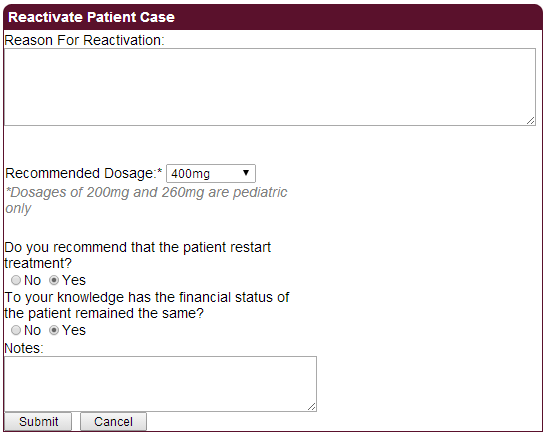 Reactivate Patient Case
Reason For Reactivation:
Recommended Dosage:* 400mg
*Dosages of 200mg and 260mg are pediatric
only
Do you recommend that the patient restart
treatment?
No Yes
To your knowledge has the financial status of
the patient remained the same?
No Yes
Notes:
Submit Cancel